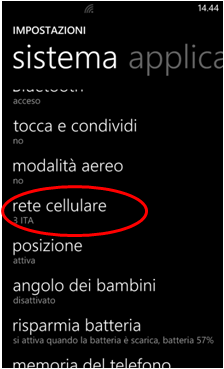 14.44
IMPOSTAZIONI
sistema applica
Bluetooth
acceso
tocca e condividi
no
modalità aereo
no
rete cellulare
3 ITA
posizione
attiva
angolo dei bambini
disattivato
risparmia batteria
si attiva quando la batteria è scarica, batteria 57%
memoria del telefono